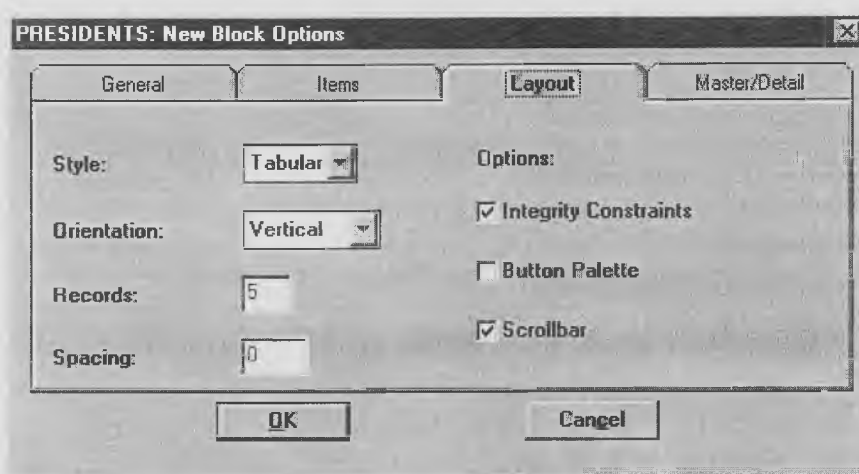 PRESIDENTS: New Block Options
General Items Layout Master/Detail
Style: Tabular
Orientation: Vertical
Records: 5
Spacing: 0
Options:
Integrity Constraints
Button Palette
Scrollbar
OK Cancel